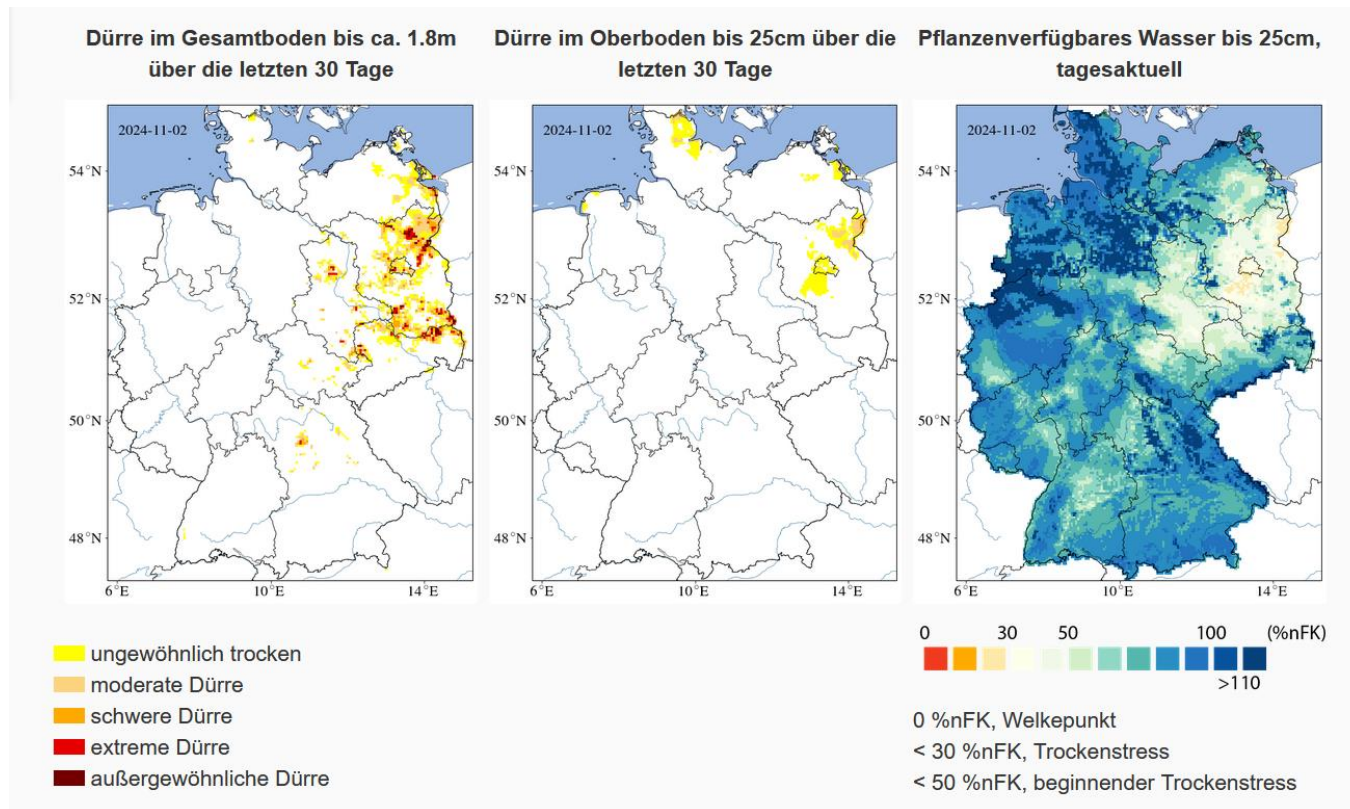 Dürre im Gesamtboden bis ca. 1.8m
über die letzten 30 Tage
Dürre im Oberboden bis 25cm über die
letzten 30 Tage
Pflanzenverfügbares Wasser bis 25cm,
tagesaktuell
2024-11-02
54°N
52°N
50°N
48°N
6°E
10°E
14°E
2024-11-02
54°N
52°N
50°N
48°N
6°E
10°E
14°E
2024-11-02
54°N
52°N
50°N
48°N
6°E
10°E
14°E
ungewöhnlich trocken
moderate Dürre
schwere Dürre
extreme Dürre
außergewöhnliche Dürre
0 30 50 100 (%nFK)
>110
0 %nFK, Welkepunkt
< 30 %nFK, Trockenstress
< 50 %nFK, beginnender Trockenstress